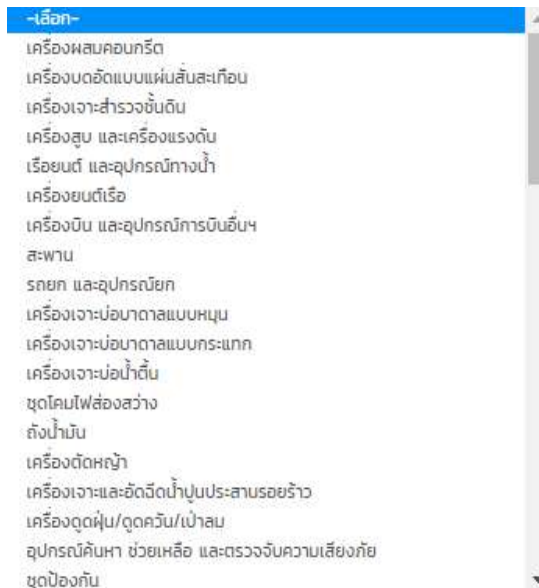 -เลือก-
เครื่องผสมคอนกรีต
เครื่องบดอัดแบบแผ่นสั่นสะเทือน
เครื่องเจาะสำรวจชั้นดิน
เครื่องสูบ และเครื่องแรงดัน
เรือยนต์ และอุปกรณ์ทางน้ำ
เครื่องยนต์เรือ
เครื่องบิน และอุปกรณ์การบินอื่นฯ
สะพาน
รถยก และอุปกรณ์ยก
เครื่องเจาะบ่อบาดาลแบบหมุน
เครื่องเจาะบ่อบาดาลแบบกระแทก
เครื่องเจาะบ่อน้ำตื้น
ชุดโคมไฟส่องสว่าง
ถังน้ำมัน
เครื่องตัดหญ้า
เครื่องเจาะและอัดฉีดน้ำปูนประสานรอยร้าว
เครื่องดูดฝุ่น/ดูดควัน/เป่าลม
อุปกรณ์ค้นหา ช่วยเหลือ และตรวจจับความเสียงภัย
ชุดป้องกัน